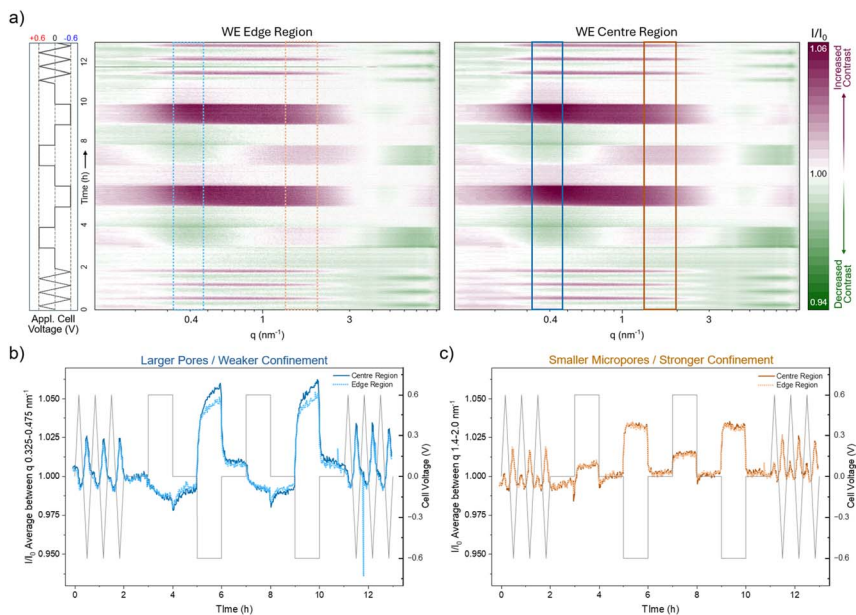 a)
WE Edge Region
WE Centre Region
I/I0
+0.6 0 -0.6
12
10
8
Time (h)
4
2
0
Appl. Cell
Voltage (V)
0.4 1 3
q (nm-1)
0.4 1 3
q (nm-1)
1.06
1.00
0.94
Increased
Contrast
Decreased
Contrast
b)
Larger Pores / Weaker Confinement
Centre Region
Edge Region
I/I0 Average between q 0.325-0.475 nm-1
1.050
1.025
1.000
0.975
0.950
0.6
0.3
0.0
-0.3
-0.6
Cell Voltage (V)
0 2 4 6 8 10 12
TIme (h)
c)
Smaller Micropores / Stronger Confinement
Centre Region
Edge Region
I/I0 Average between q 1.4-2.0 nm-1
1.050
1.025
1.000
0.975
0.950
0.6
0.3
0.0
-0.3
-0.6
Cell Voltage (V)
0 2 4 6 8 10 12
TIme (h)